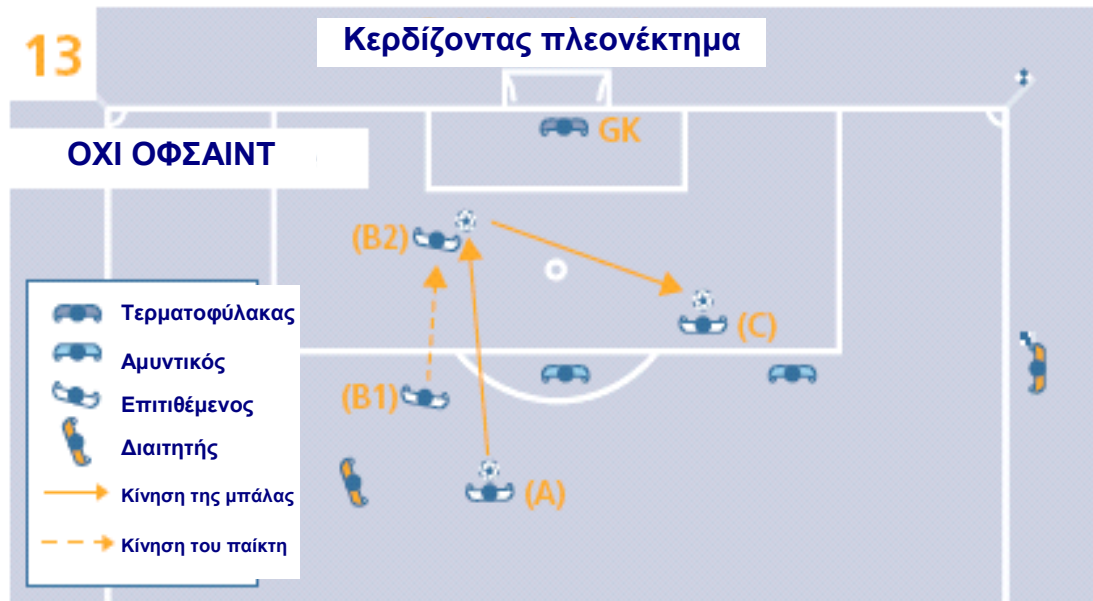 13
Κερδίζοντας πλεονέκτημα
GK
ΟΧΙ ΟΦΣΑΙΝΤ
(B2)
(C)
(B1)
(A)
Τερματοφύλακας
Αμυντικός
Επιτιθέμενος
Διαιτητής
Κίνηση της μπάλας
Κίνηση του παίκτη